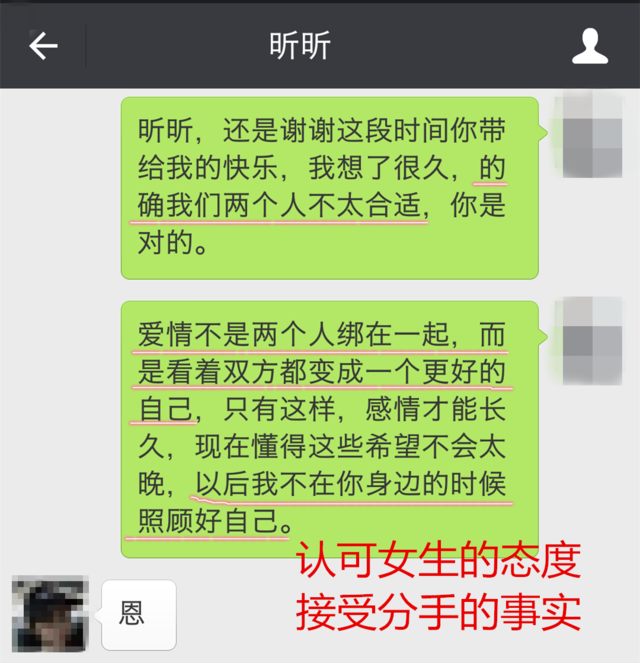 昕昕
昕昕，还是谢谢这段时间你带
给我的快乐，我想了很久，的
确我们两个人不太合适，你是
对的。
爱情不是两个人绑在一起，而
是看着双方都变成一个更好的
自己，只有这样，感情才能长
久，现在懂得这些希望不会太
晚，以后我不在你身边的时候
照顾好自己。
认可女生的态度
接受分手的事实
恩